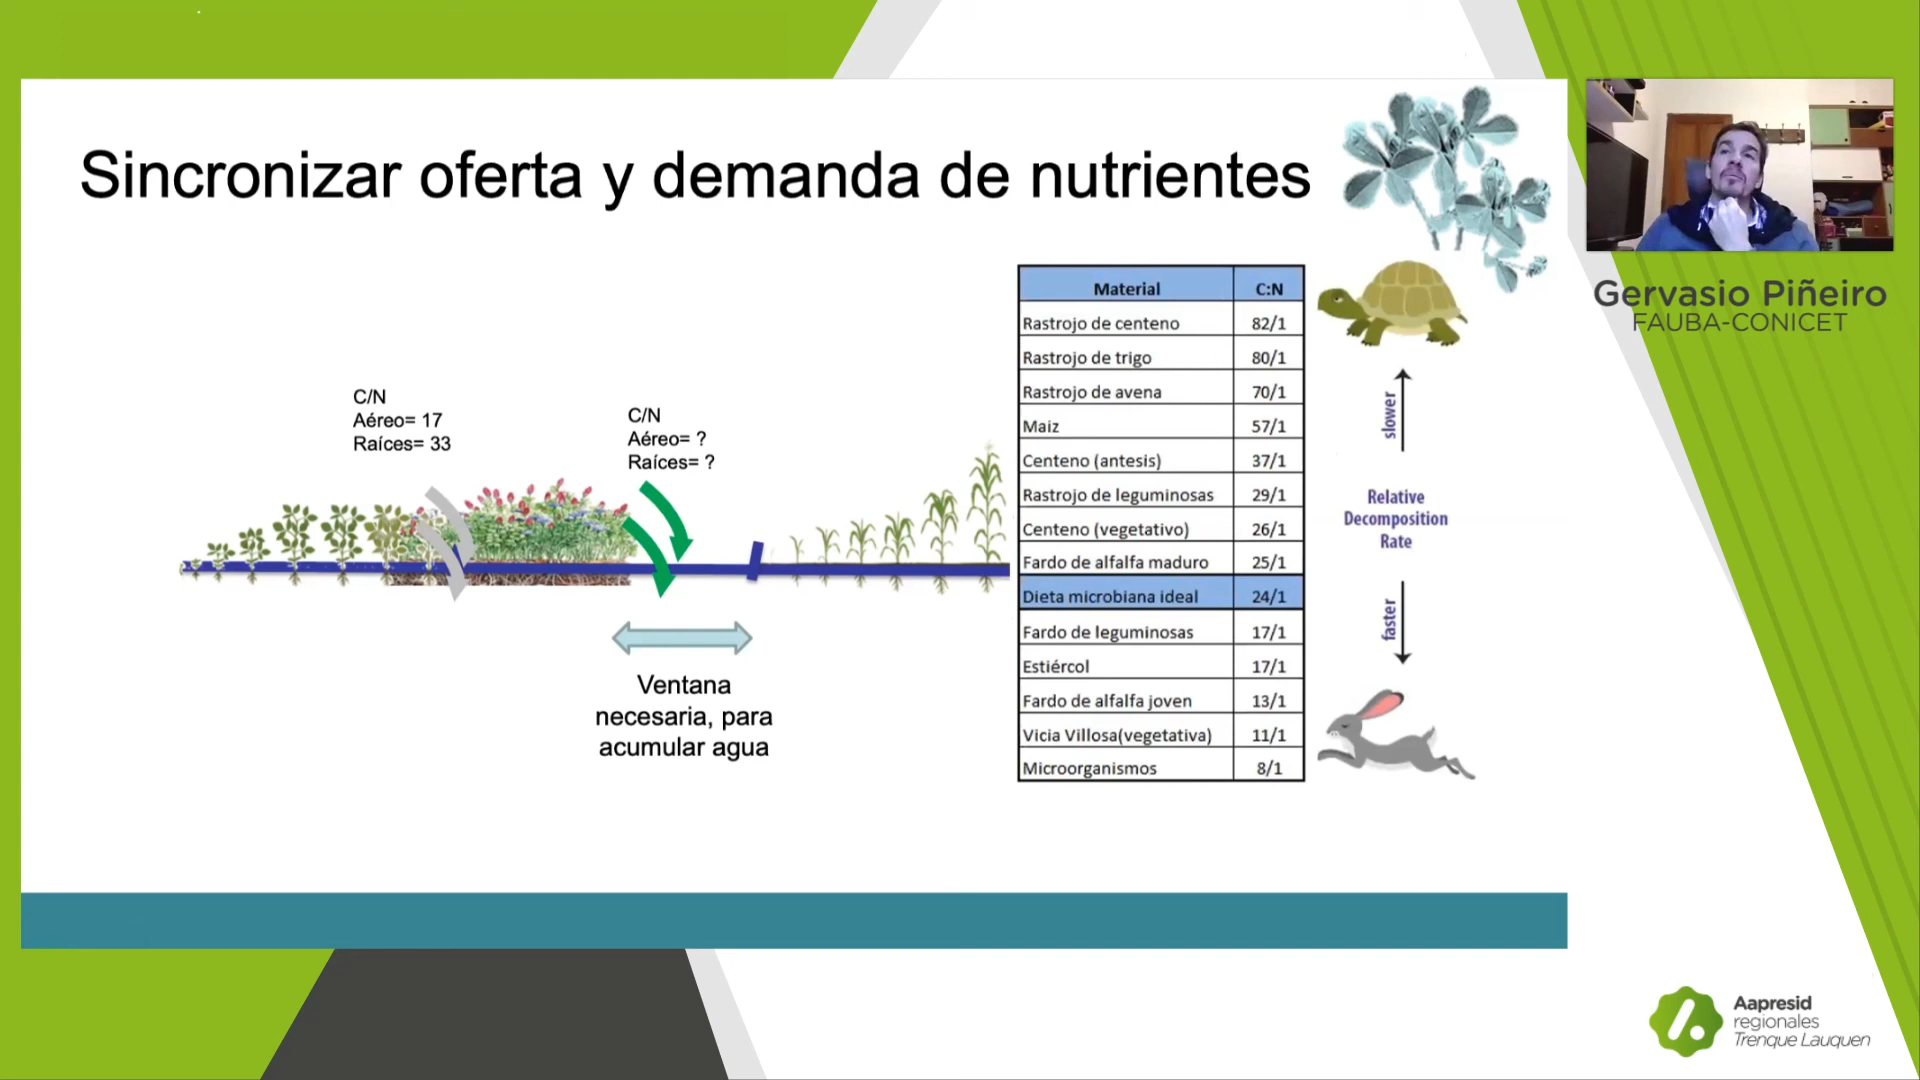 Sincronizar oferta y demanda de nutrientes
Gervasio Piñeiro
FAUBA-CONICET
C/N
Aéreo= 17
Raíces= 33
C/N
Aéreo= ?
Raíces= ?
Ventana
necesaria, para
acumular agua
Material C:N
Rastrojo de centeno 82/1
Rastrojo de trigo 80/1
Rastrojo de avena 70/1
Maiz 57/1
Centeno (antesis) 37/1
Rastrojo de leguminosas 29/1
Centeno (vegetativo) 26/1
Fardo de alfalfa maduro 25/1
Dieta microbiana ideal 24/1
Fardo de leguminosas 17/1
Estiércol 17/1
Fardo de alfalfa joven 13/1
Vicia Villosa(vegetativa) 11/1
Microorganismos 8/1
slower
Relative
Decomposition
Rate
faster
Aapresid
regionales
Trenque Lauquen